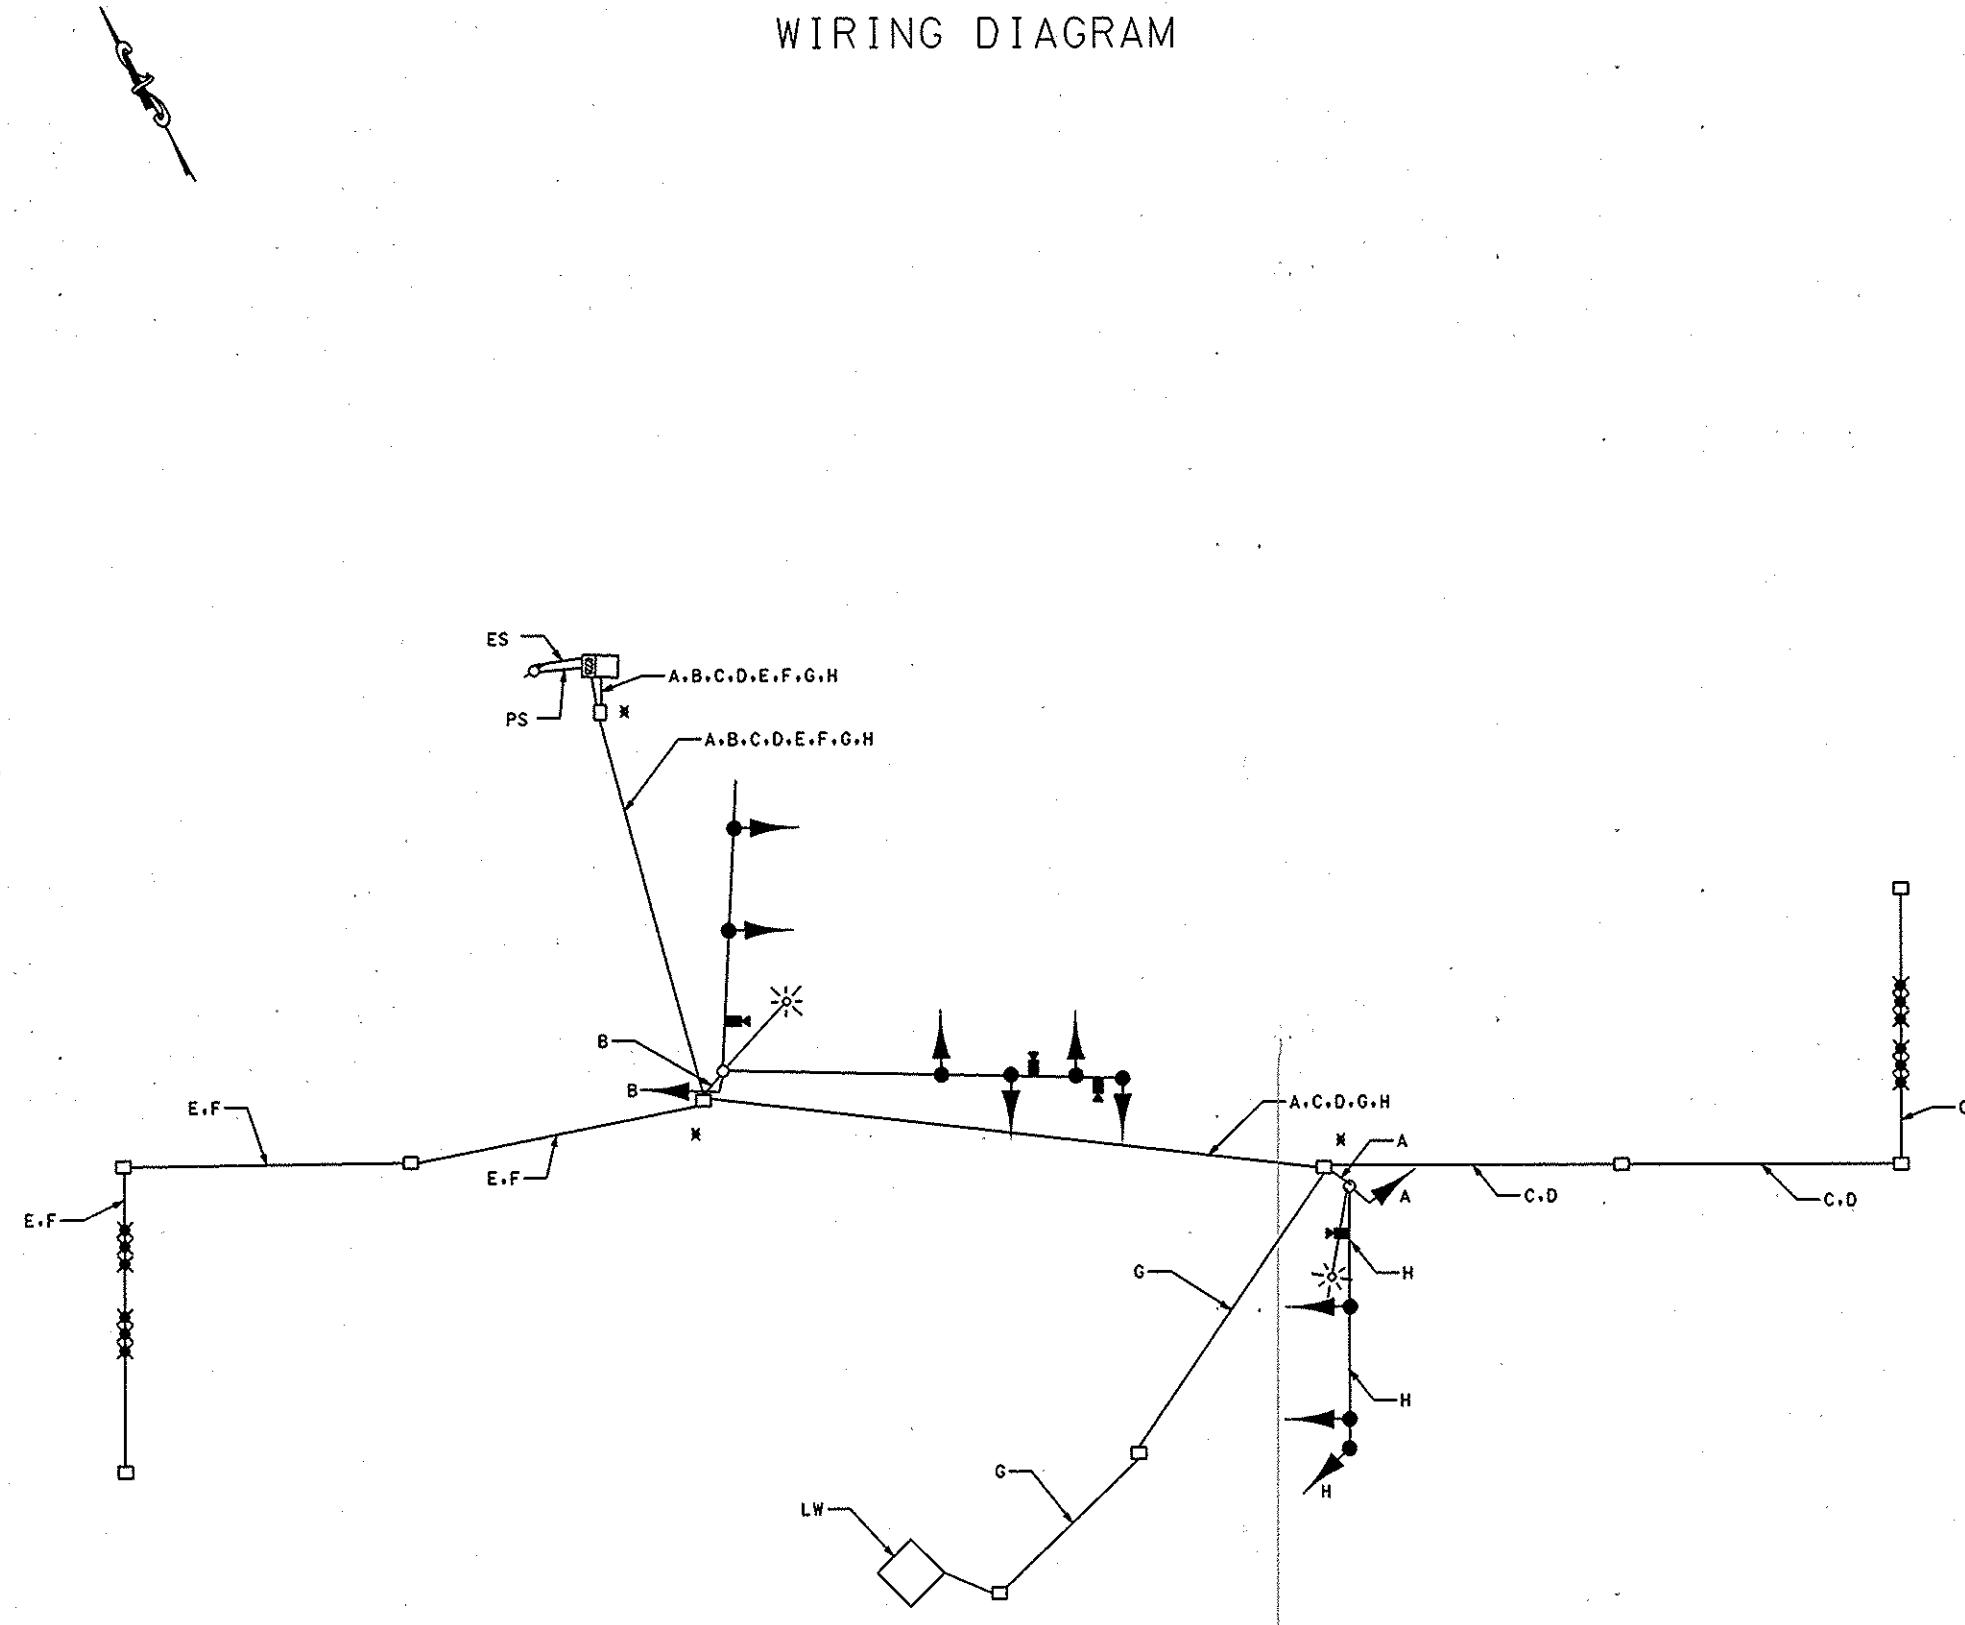 WIRING DIAGRAM
ES
A.B.C.D.E.F.G.H
PS
A.B.C.D.E.F.G.H
B
B
E.F
A.C.D.G.H
A
E.F
C.D
A
C.D
E.F
G
H
H
G
H
LW